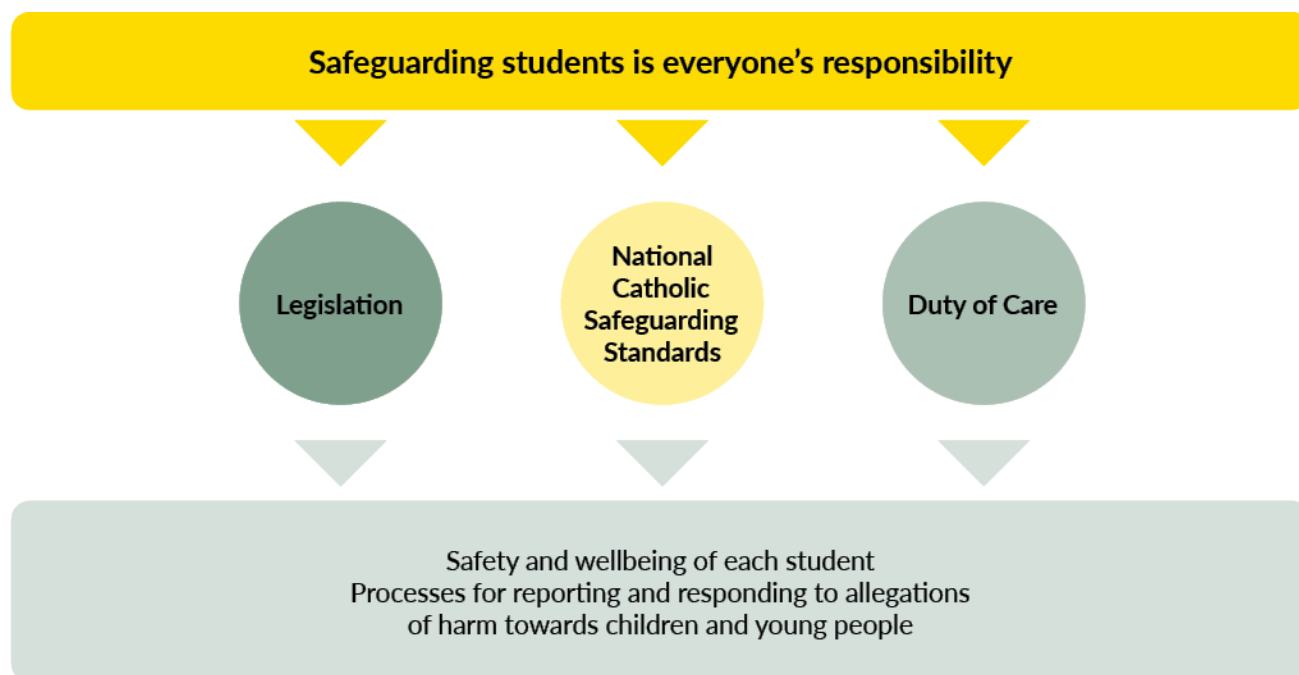 Safeguarding students is everyone’s responsibility
Legislation
National
Catholic
Safeguarding
Standards
Duty of Care
Safety and wellbeing of each student
Processes for reporting and responding to allegations
of harm towards children and young people